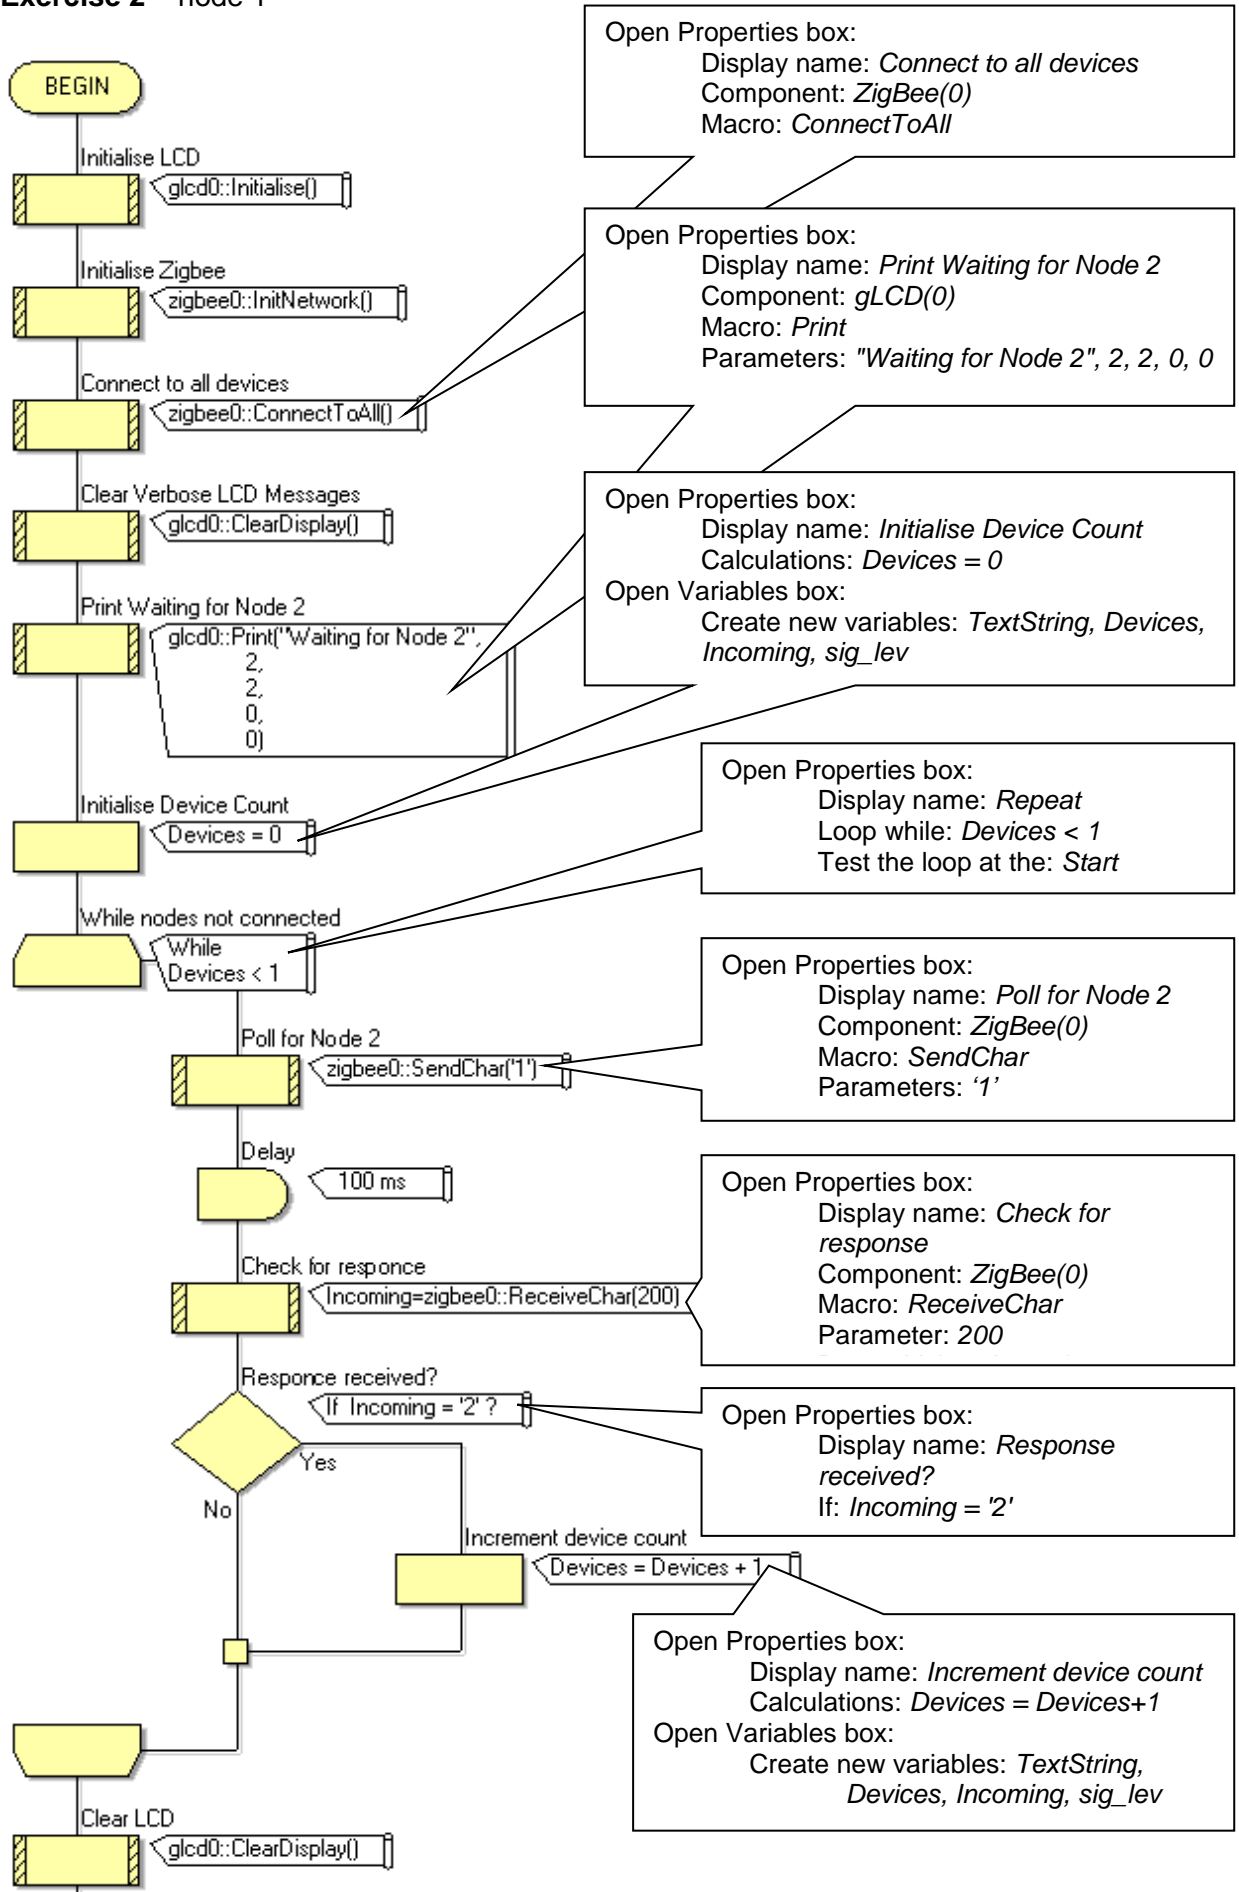 Exercise 2 – node 1
BEGIN
Initialise LCD
glcd0::Initialise()
Initialise Zigbee
zigbee0::InitNetwork()
Connect to all devices
zigbee0::ConnectToAll()
Clear Verbose LCD Messages
glcd0::ClearDisplay()
Print Waiting for Node 2
glcd0::Print("Waiting for Node 2",
2,
2,
0,
0)
Initialise Device Count
Devices = 0
While nodes not connected
While
Devices < 1
Poll for Node 2
zigbee0::SendChar('1')
Delay
100 ms
Check for responce
Incoming=zigbee0::ReceiveChar(200)
Responce received?
If Incoming = '2' ?
Yes
No
Increment device count
Devices = Devices + 1
Clear LCD
glcd0::ClearDisplay()
Open Properties box:
Display name: Connect to all devices
Component: ZigBee(0)
Macro: ConnectToAll
Open Properties box:
Display name: Print Waiting for Node 2
Component: gLCD(0)
Macro: Print
Parameters: "Waiting for Node 2", 2, 2, 0, 0
Open Properties box:
Display name: Initialise Device Count
Calculations: Devices = 0
Open Variables box:
Create new variables: TextString, Devices,
Incoming, sig_lev
Open Properties box:
Display name: Repeat
Loop while: Devices < 1
Test the loop at the: Start
Open Properties box:
Display name: Poll for Node 2
Component: ZigBee(0)
Macro: SendChar
Parameters: ‘1’
Open Properties box:
Display name: Check for
response
Component: ZigBee(0)
Macro: ReceiveChar
Parameter: 200
Open Properties box:
Display name: Response
received?
If: Incoming = '2'
Open Properties box:
Display name: Increment device count
Calculations: Devices = Devices+1
Open Variables box:
Create new variables: TextString,
Devices, Incoming, sig_lev